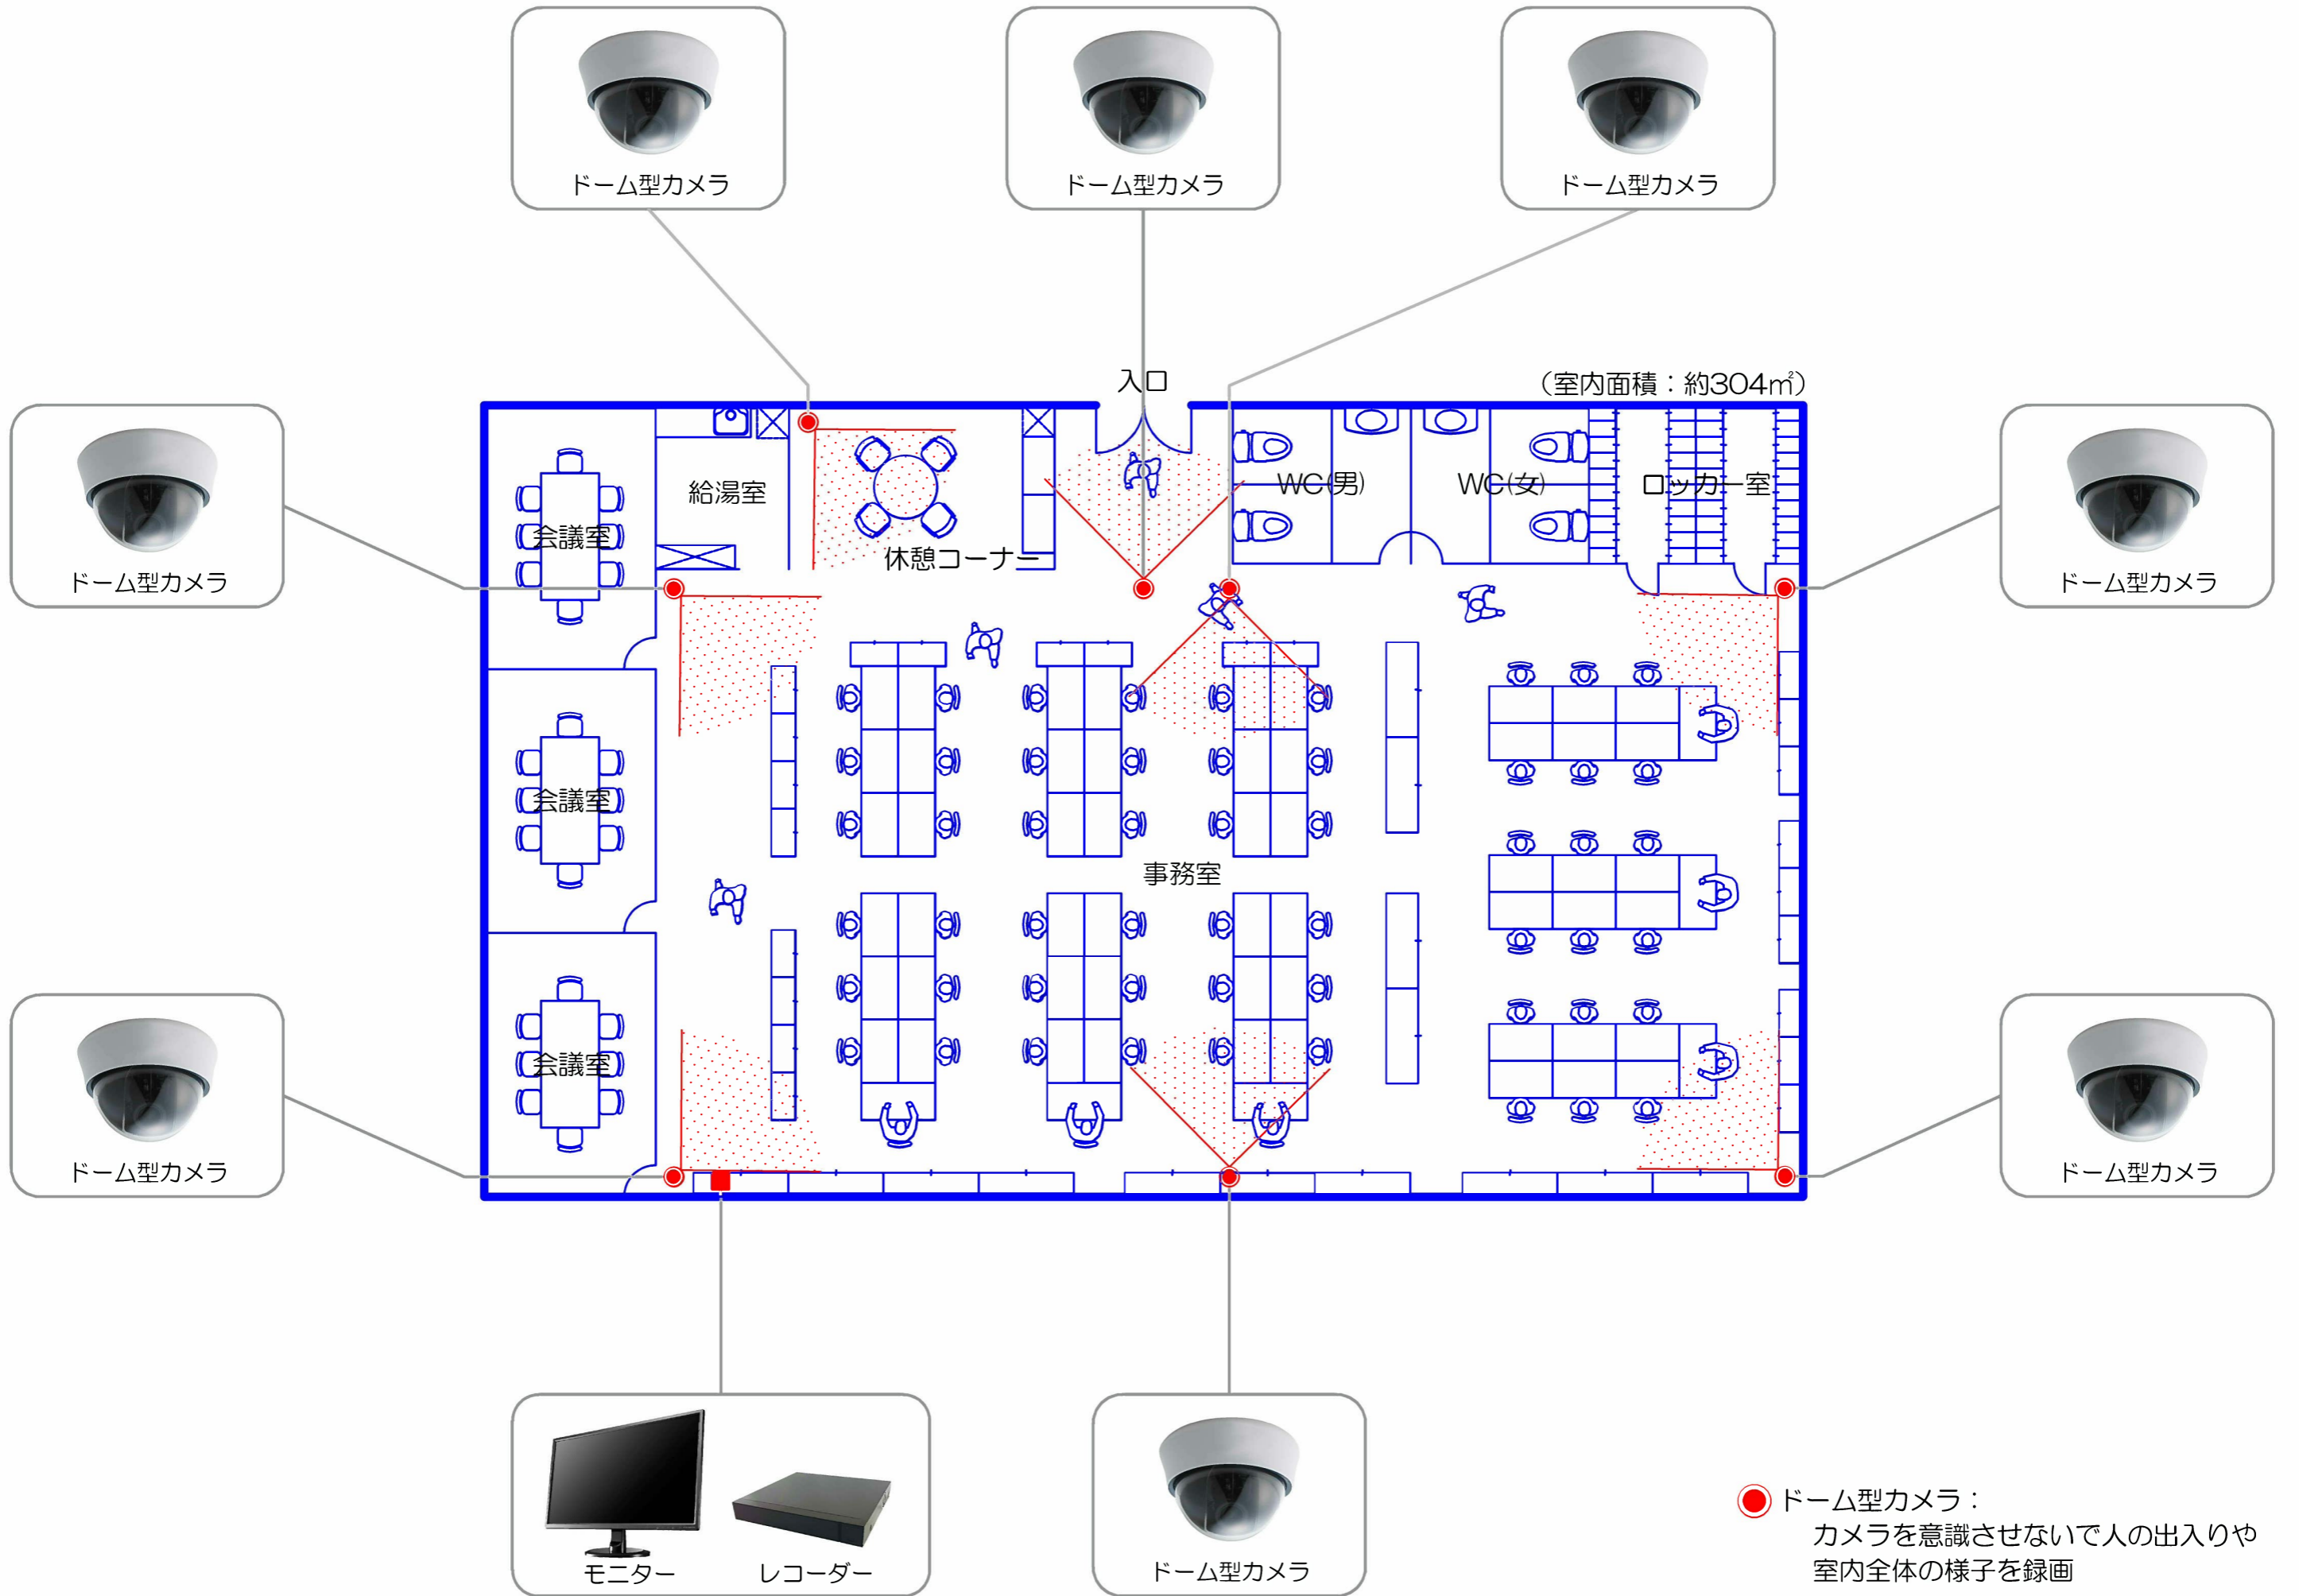 ドーム型カメラ
ドーム型カメラ
ドーム型カメラ
入口
（室内面積：約304㎡）
ドーム型カメラ
ドーム型カメラ
会議室
給湯室
休憩コーナー
WC(男)
WC(女)
ロッカー室
会議室
事務室
会議室
ドーム型カメラ
ドーム型カメラ
モニター
レコーダー
ドーム型カメラ
ドーム型カメラ：
カメラを意識させないで人の出入りや
室内全体の様子を録画